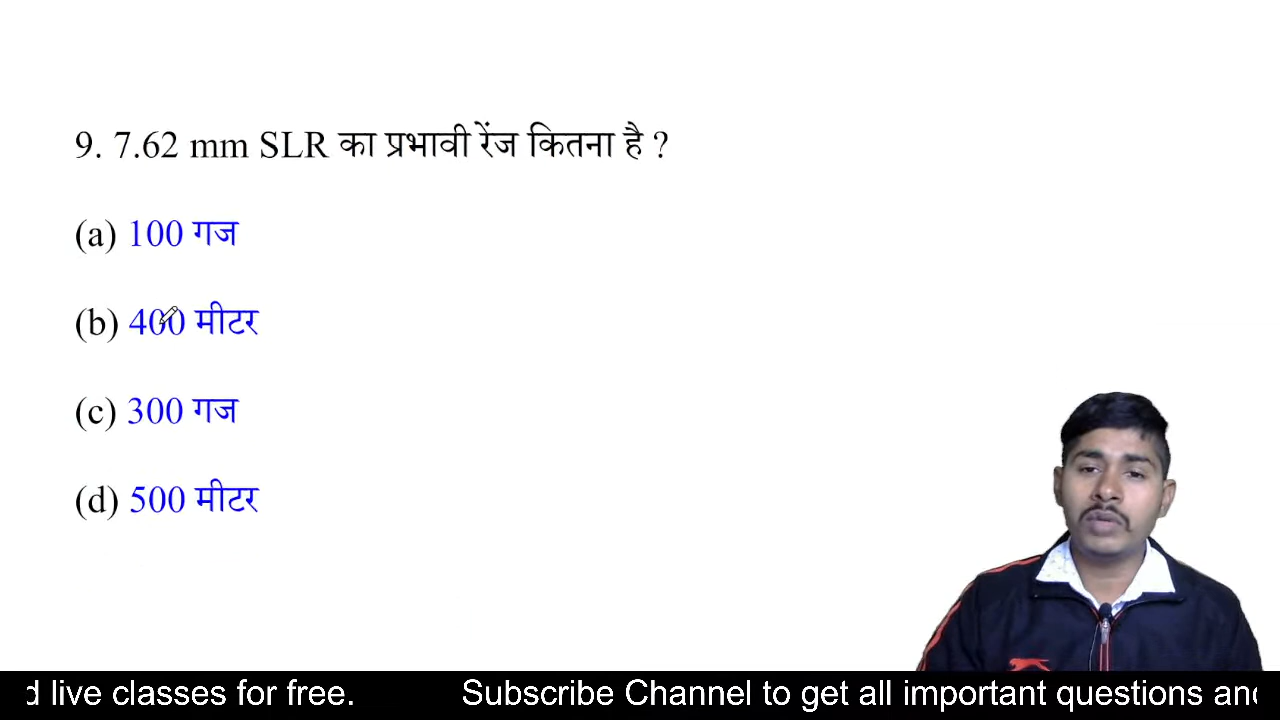 9. 7.62 mm SLR का प्रभावी रेंज कितना है ?
(a) 100 गज
(b) 400 मीटर
(c) 300 गज
(d) 500 मीटर
d live classes for free. Subscribe Channel to get all important questions and